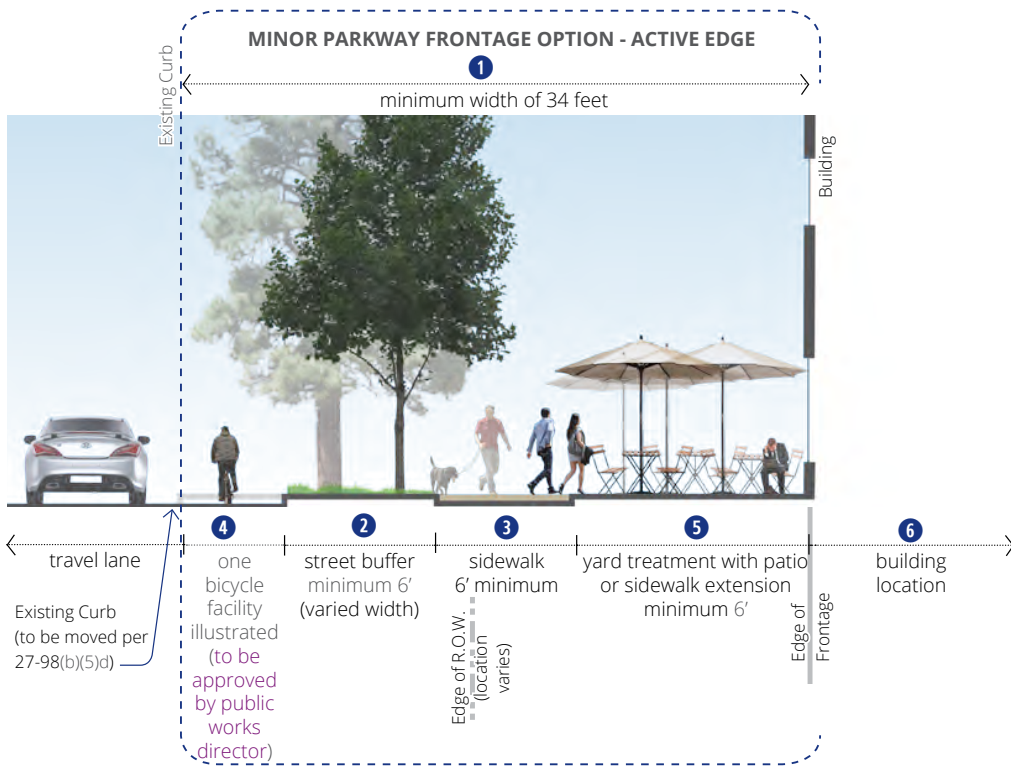 MINOR PARKWAY FRONTAGE OPTION - ACTIVE EDGE
1
minimum width of 34 feet
Existing Curb
Building
4
2
3
5
6
travel lane
one
bicycle
facility
illustrated
(to be
approved
by public
works
director)
street buffer
minimum 6’
(varied width)
sidewalk
6’ minimum
yard treatment with patio
or sidewalk extension
minimum 6’
building
location
Existing Curb
(to be moved per
27-98(b)(5)d)
Edge of R.O.W.
(location
varies)
Edge of
Frontage